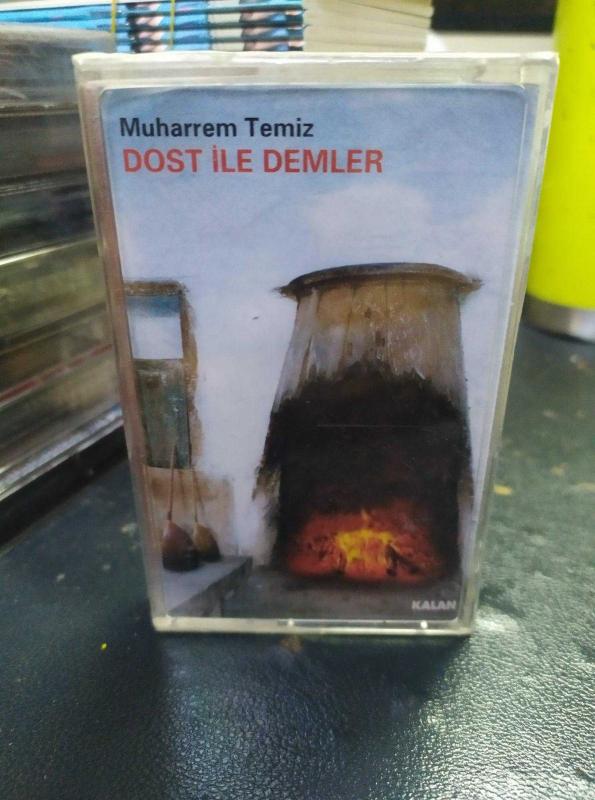 Muharrem Temiz
DOST İLE DEMLER
KALAN